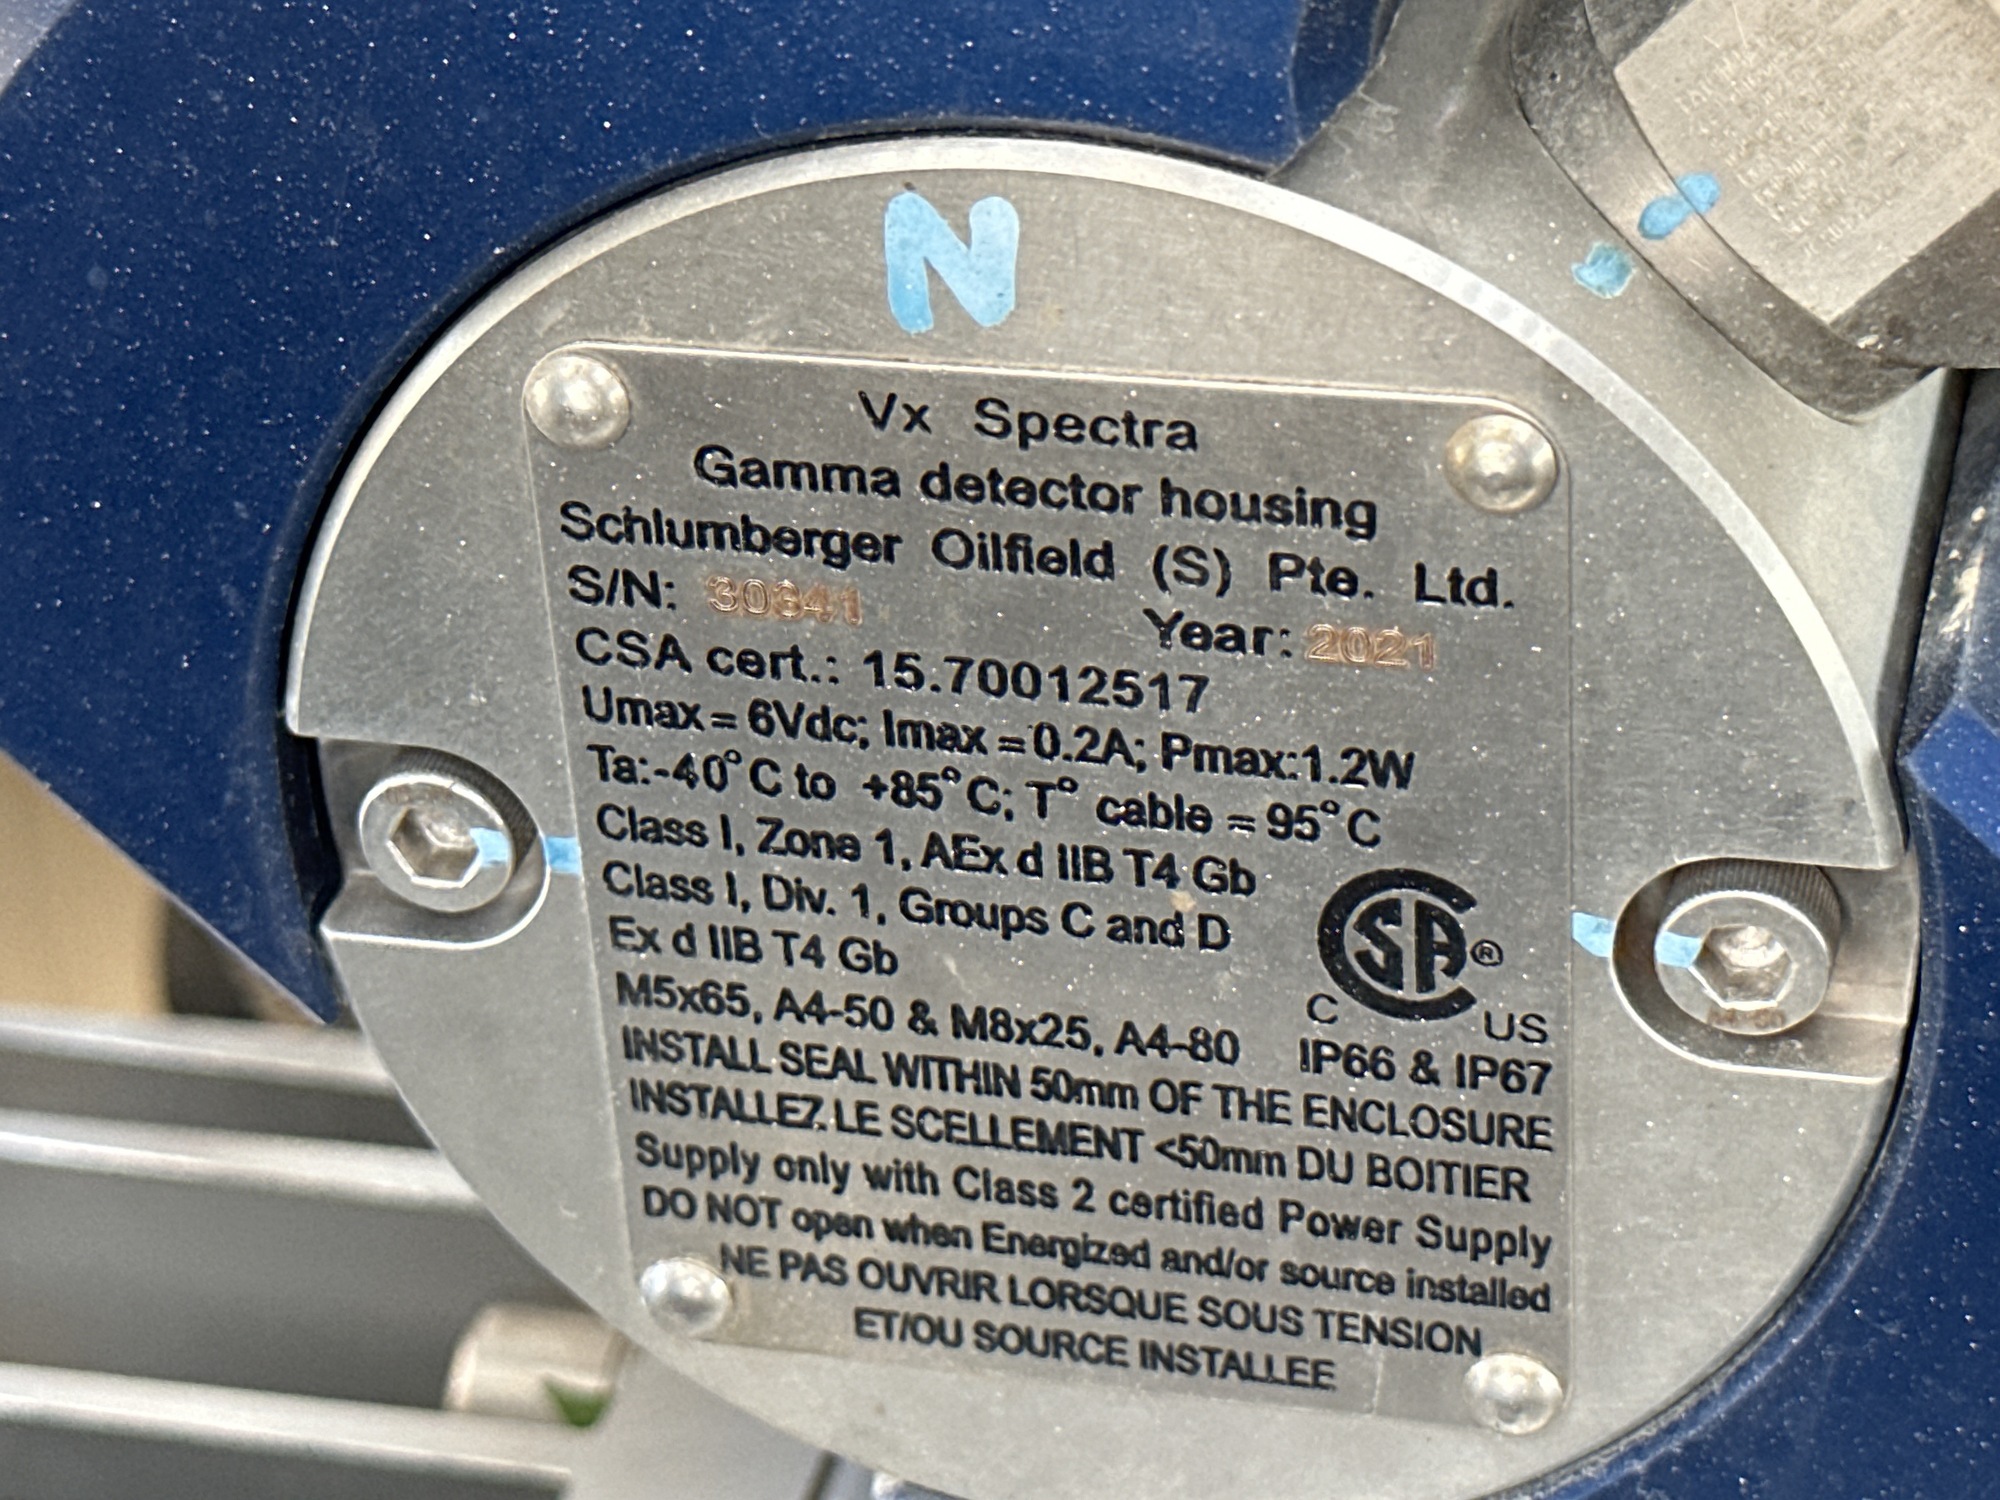 N
Vx Spectra
Gamma detector housing
Schlumberger Oilfield (S) Pte. Ltd.
S/N: 30341 Year: 2021
CSA cert.: 15.70012517
Umax = 6Vdc; Imax = 0.2A; Pmax:1.2W
Ta:-40°C to +85°C; T° cable = 95°C
Class I, Zone 1, AEx d IIB T4 Gb
Class I, Div. 1, Groups C and D
Ex d IIB T4 Gb
CSA®
C US
M5x65, A4-50 & M8x25, A4-80 IP66 & IP67
INSTALL SEAL WITHIN 50mm OF THE ENCLOSURE
INSTALLEZ LE SCELLEMENT <50mm DU BOITIER
Supply only with Class 2 certified Power Supply
DO NOT open when Energized and/or source installed
NE PAS OUVRIR LORSQUE SOUS TENSION
ET/OU SOURCE INSTALLEE